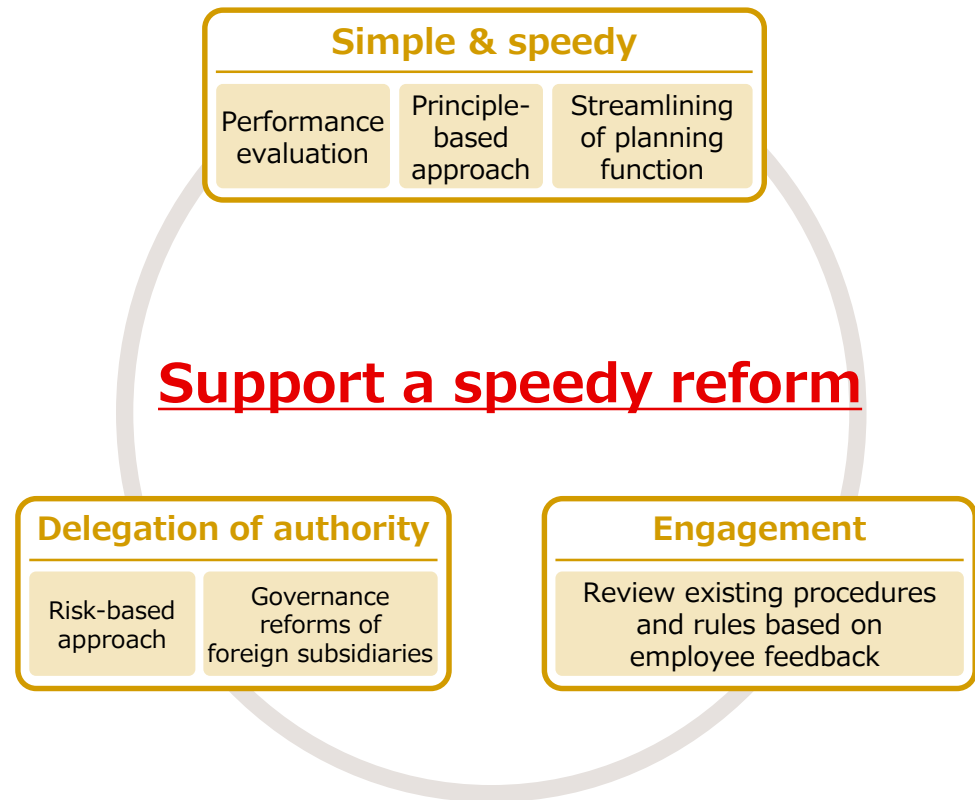 Simple & speedy
Performance
evaluation
Principle-
based
approach
Streamlining
of planning
function
Support a speedy reform
Delegation of authority
Risk-based
approach
Governance
reforms of
foreign subsidiaries
Engagement
Review existing procedures
and rules based on
employee feedback